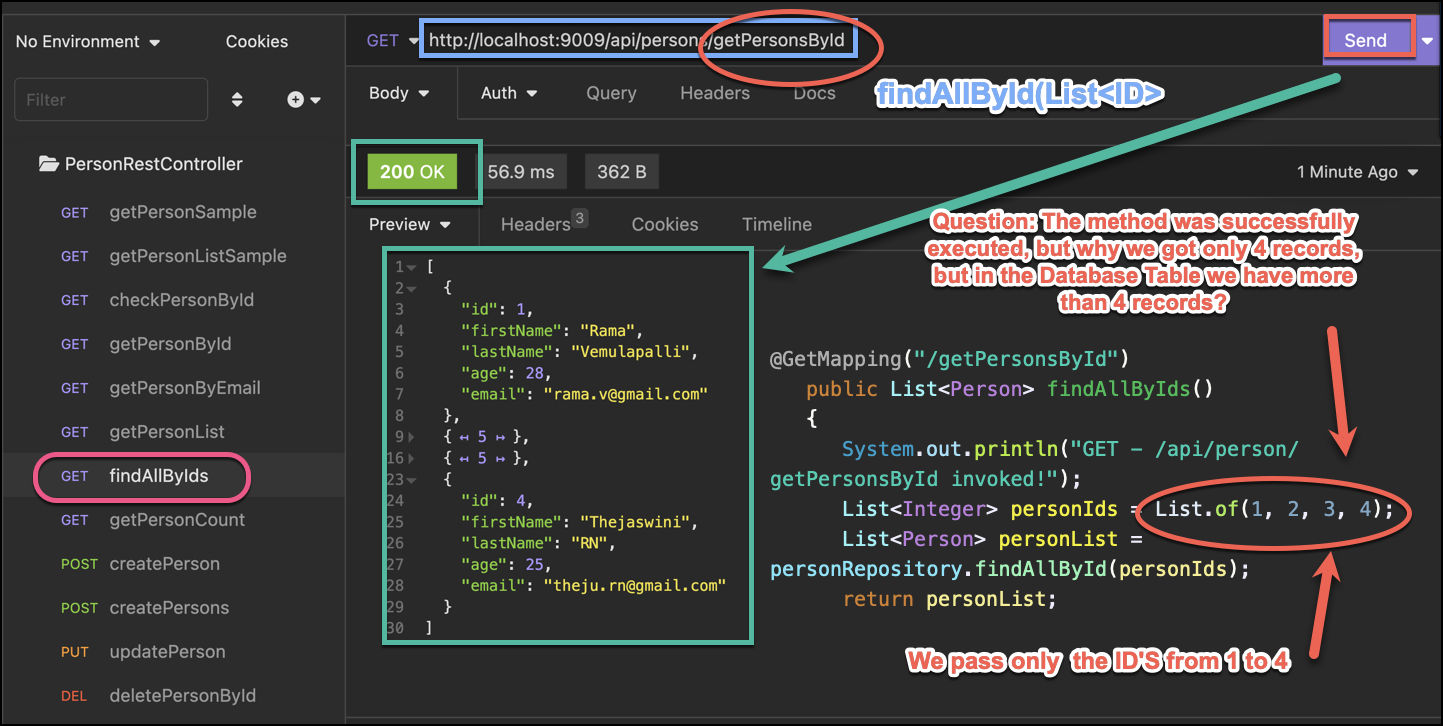 No Environment
Cookies
GET
http://localhost:9009/api/persons/getPersonsById
Send
Filter
Body
Auth
Query
Headers
Docs
findAllById(List<ID>
PersonRestController
GET getPersonSample
GET getPersonListSample
GET checkPersonById
GET getPersonById
GET getPersonByEmail
GET getPersonList
GET findAllByIds
GET getPersonCount
POST createPerson
POST createPersons
PUT updatePerson
DEL deletePersonById
200 OK
56.9 ms
362 B
1 Minute Ago
Preview
Headers 3
Cookies
Timeline
1 [
2 {
3 "id": 1,
4 "firstName": "Rama",
5 "lastName": "Vemulapalli",
6 "age": 28,
7 "email": "rama.v@gmail.com"
8 },
9 { ↤ 5 ↦ },
16 { ↤ 5 ↦ },
23 {
24 "id": 4,
25 "firstName": "Thejaswini",
26 "lastName": "RN",
27 "age": 25,
28 "email": "theju.rn@gmail.com"
29 }
30 ]
Question: The method was successfully
executed, but why we got only 4 records,
but in the Database Table we have more
than 4 records?
@GetMapping("/getPersonsById")
public List<Person> findAllByIds()
{
System.out.println("GET - /api/person/
getPersonsById invoked!");
List<Integer> personIds = List.of(1, 2, 3, 4);
List<Person> personList =
personRepository.findAllById(personIds);
return personList;
We pass only the ID'S from 1 to 4